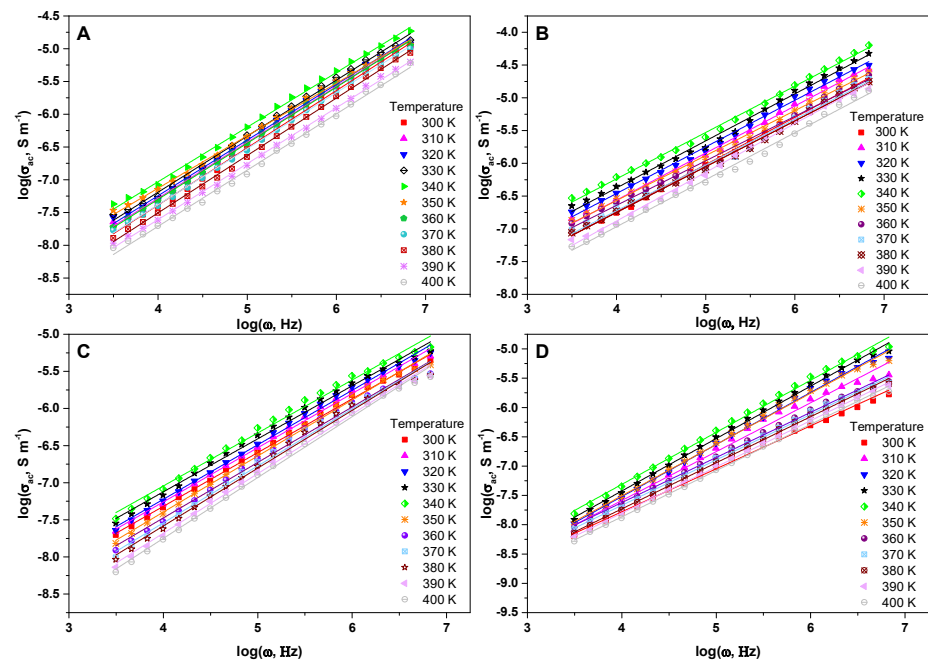 A
-4.5
-5.0
-5.5
-6.0
-6.5
-7.0
-7.5
-8.0
-8.5
log(σac, S m-1)
3 4 5 6 7
log(ω, Hz)
Temperature
300 K
310 K
320 K
330 K
340 K
350 K
360 K
370 K
380 K
390 K
400 K
B
-4.0
-4.5
-5.0
-5.5
-6.0
-6.5
-7.0
-7.5
-8.0
log(σac, S m-1)
3 4 5 6 7
log(ω, Hz)
Temperature
300 K
310 K
320 K
330 K
340 K
350 K
360 K
370 K
380 K
390 K
400 K
C
-5.0
-5.5
-6.0
-6.5
-7.0
-7.5
-8.0
-8.5
log(σac, S m-1)
3 4 5 6 7
log(ω, Hz)
Temperature
300 K
310 K
320 K
330 K
340 K
350 K
360 K
370 K
380 K
390 K
400 K
D
-5.0
-5.5
-6.0
-6.5
-7.0
-7.5
-8.0
-8.5
-9.0
-9.5
log(σac, S m-1)
3 4 5 6 7
log(ω, Hz)
Temperature
300 K
310 K
320 K
330 K
340 K
350 K
360 K
370 K
380 K
390 K
400 K